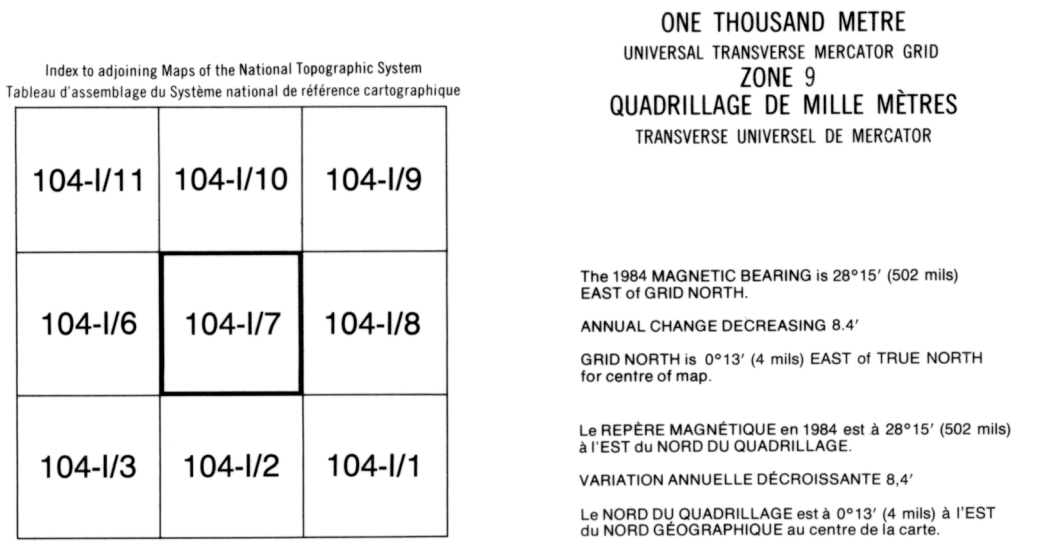 Index to adjoining Maps of the National Topographic System
Tableau d'assemblage du Système national de référence cartographique
104-I/11 104-I/10 104-I/9
104-I/6 104-I/7 104-I/8
104-I/3 104-I/2 104-I/1
ONE THOUSAND METRE
UNIVERSAL TRANSVERSE MERCATOR GRID
ZONE 9
QUADRILLAGE DE MILLE MÈTRES
TRANSVERSE UNIVERSEL DE MERCATOR
The 1984 MAGNETIC BEARING is 28°15′ (502 mils)
EAST of GRID NORTH.
ANNUAL CHANGE DECREASING 8.4′
GRID NORTH is 0°13′ (4 mils) EAST of TRUE NORTH
for centre of map.
Le REPÈRE MAGNÉTIQUE en 1984 est à 28°15′ (502 mils)
à l'EST du NORD DU QUADRILLAGE.
VARIATION ANNUELLE DÉCROISSANTE 8,4′
Le NORD DU QUADRILLAGE est à 0°13′ (4 mils) à l'EST
du NORD GÉOGRAPHIQUE au centre de la carte.